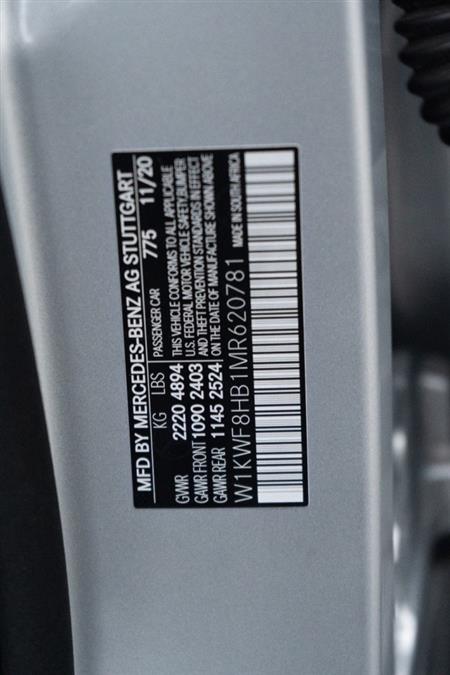 MFD BY MERCEDES-BENZ AG STUTTGART
KG LBS PASSENGER CAR 775 11/20
GVWR 2220 4894 THIS VEHICLE CONFORMS TO ALL APPLICABLE
GAWR FRONT 1090 2403 U.S. FEDERAL MOTOR VEHICLE SAFETY/BUMPER
AND THEFT PREVENTION STANDARDS IN EFFECT
GAWR REAR 1145 2524 ON THE DATE OF MANUFACTURE SHOWN ABOVE
W1KWF8HB1MR620781 MADE IN SOUTH AFRICA